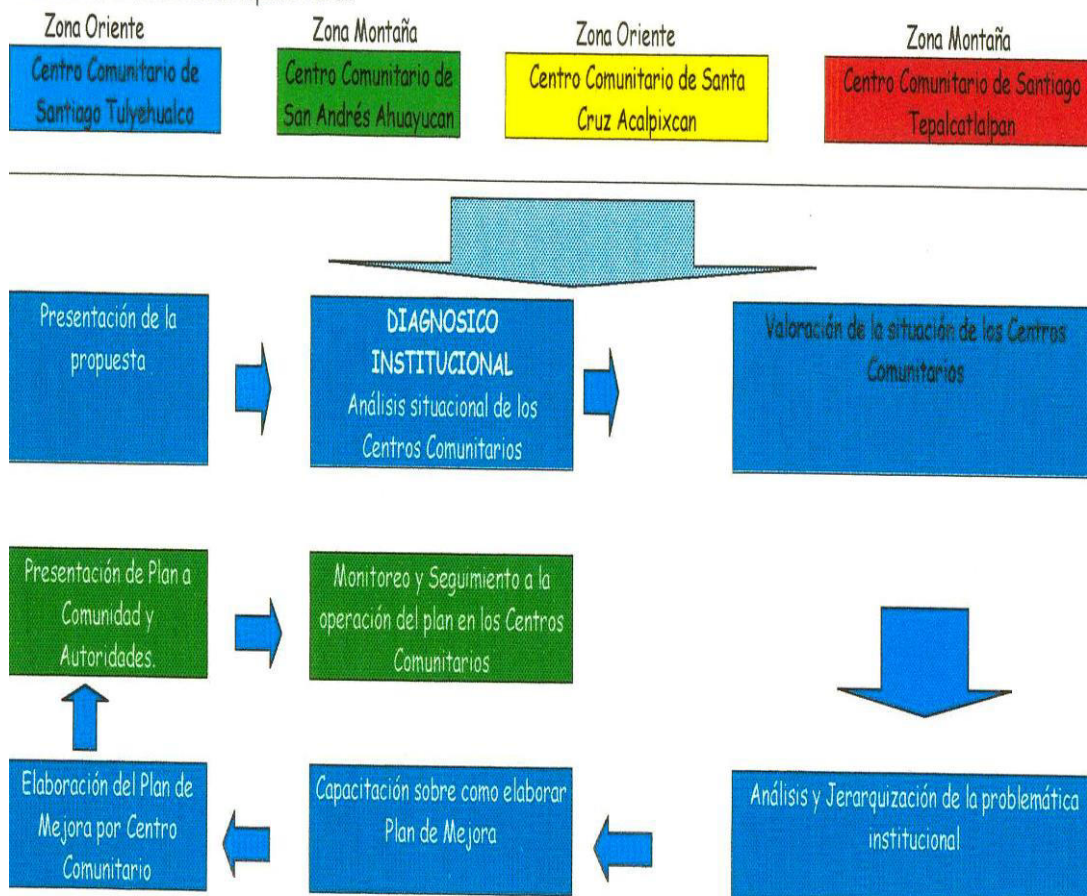 Zona Oriente
Centro Comunitario de
Santiago Tulyehualco
Zona Montaña
Centro Comunitario de
San Andrés Ahuayucan
Zona Oriente
Centro Comunitario de Santa
Cruz Acalpixcan
Zona Montaña
Centro Comunitario de Santiago
Tepalcatlalpan
Presentación de la
propuesta
DIAGNOSICO
INSTITUCIONAL
Análisis situacional de los
Centros Comunitarios
Valoración de la situación de los Centros
Comunitarios
Presentación de Plan a
Comunidad y
Autoridades.
Monitoreo y Seguimiento a la
operación del plan en los Centros
Comunitarios
Elaboración del Plan de
Mejora por Centro
Comunitario
Capacitación sobre como elaborar
Plan de Mejora
Análisis y Jerarquización de la problemática
institucional